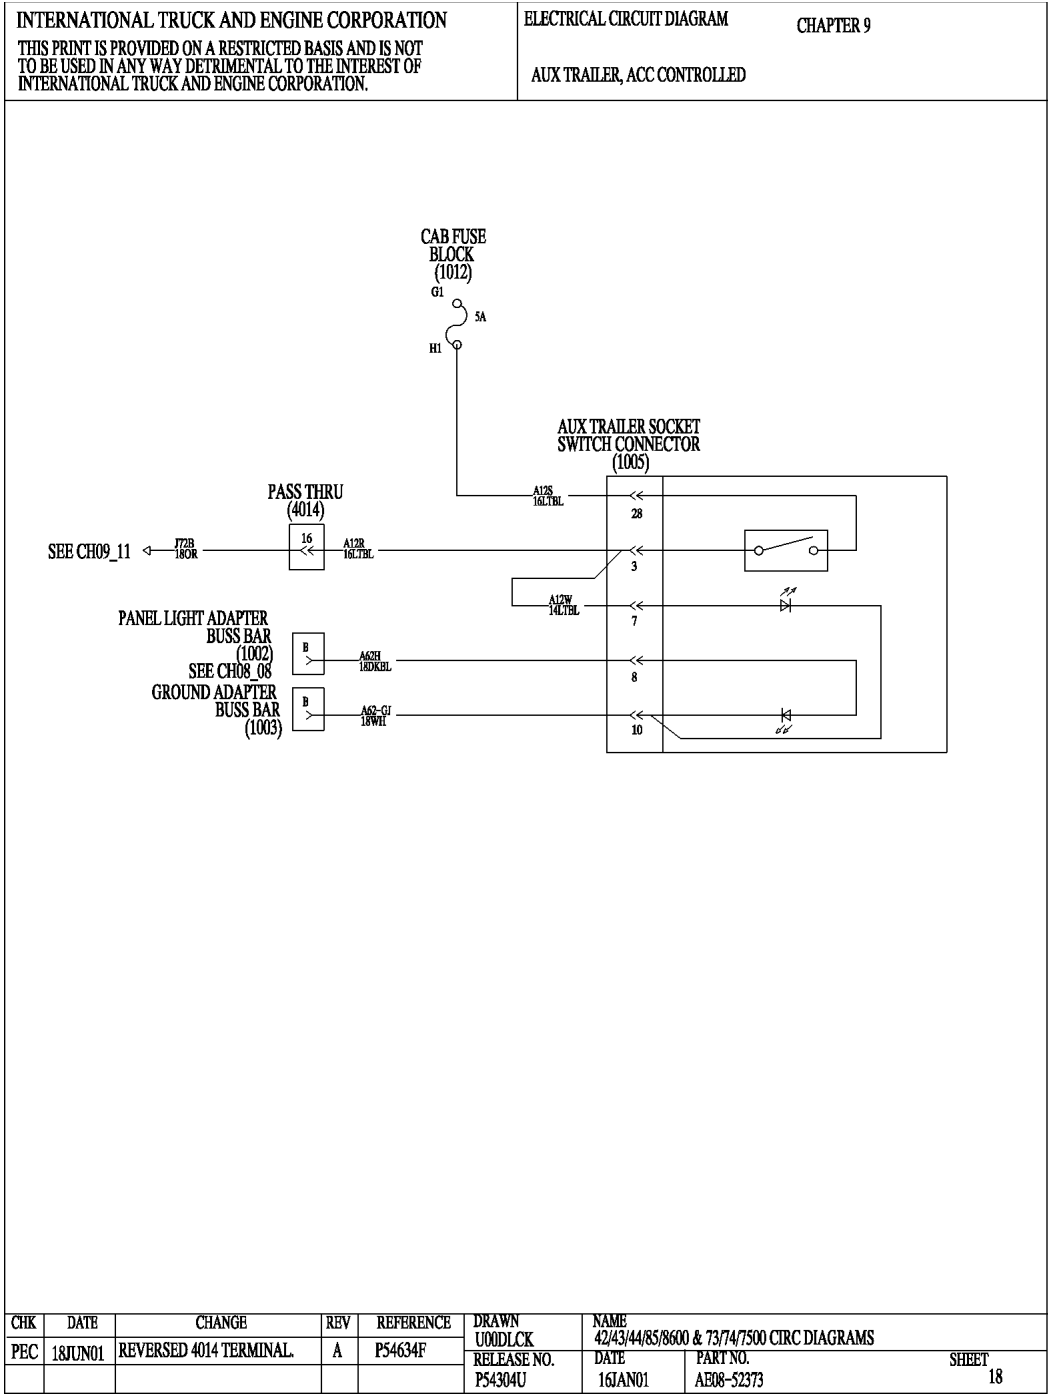 INTERNATIONAL TRUCK AND ENGINE CORPORATION
THIS PRINT IS PROVIDED ON A RESTRICTED BASIS AND IS NOT
TO BE USED IN ANY WAY DETRIMENTAL TO THE INTEREST OF
INTERNATIONAL TRUCK AND ENGINE CORPORATION.
ELECTRICAL CIRCUIT DIAGRAM
CHAPTER 9
AUX TRAILER, ACC CONTROLLED
CAB FUSE
BLOCK
(1012)
G1
5A
H1
AUX TRAILER SOCKET
SWITCH CONNECTOR
(1005)
A12S
16LTBL
28
PASS THRU
(4014)
16
SEE CH09_11
J72B
18OR
A12R
16LTBL
3
A12W
14LTBL
7
PANEL LIGHT ADAPTER
BUSS BAR
(1002)
SEE CH08_08
B
A62H
18DKBL
8
GROUND ADAPTER
BUSS BAR
(1003)
B
A62-GJ
18WH
10
CHK DATE CHANGE REV REFERENCE
PEC 18JUN01 REVERSED 4014 TERMINAL. A P54634F
DRAWN
U00DLCK
RELEASE NO.
P54304U
NAME
42/43/44/85/8600 & 73/74/7500 CIRC DIAGRAMS
DATE
16JAN01
PART NO.
AE08-52373
SHEET
18